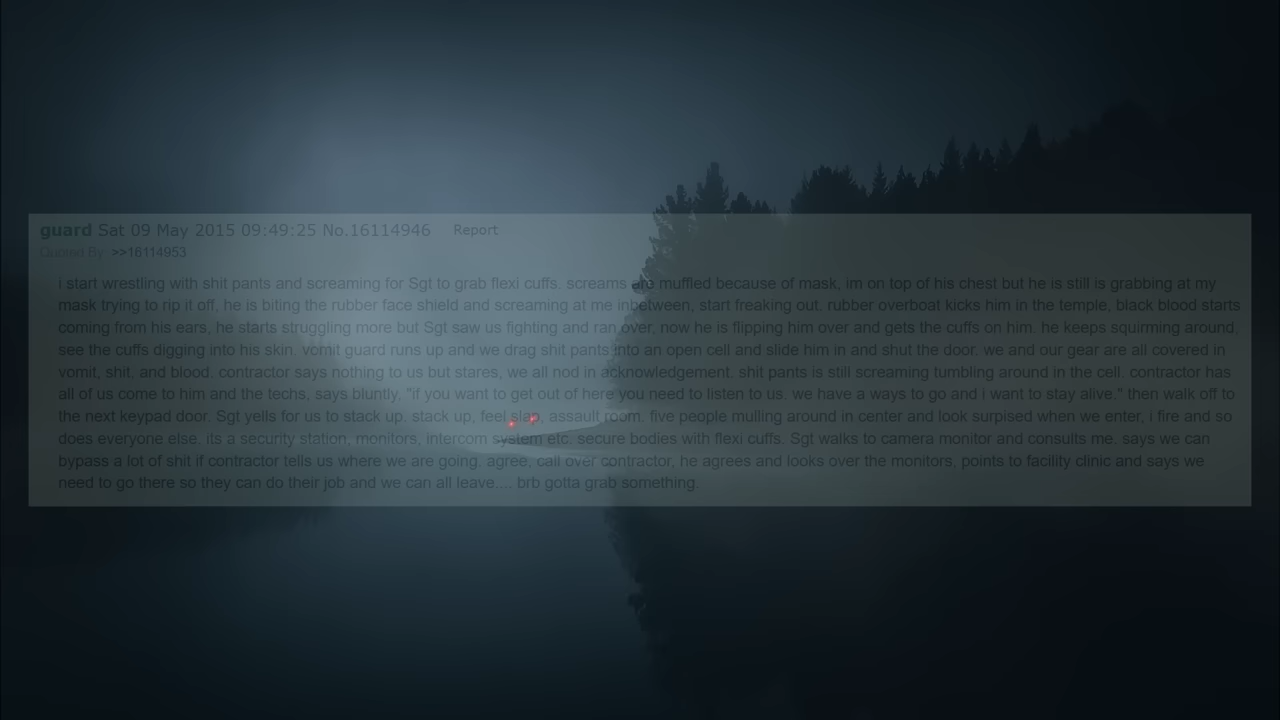 guard Sat 09 May 2015 09:49:25 No.16114946 Report
Quoted By: >>16114953
i start wrestling with shit pants and screaming for Sgt to grab flexi cuffs. screams are muffled because of mask, im on top of his chest but he is still is grabbing at my
mask trying to rip it off, he is biting the rubber face shield and screaming at me inbetween, start freaking out. rubber overboat kicks him in the temple, black blood starts
coming from his ears, he starts struggling more but Sgt saw us fighting and ran over, now he is flipping him over and gets the cuffs on him. he keeps squirming around,
see the cuffs digging into his skin. vomit guard runs up and we drag shit pants into an open cell and slide him in and shut the door. we and our gear are all covered in
vomit, shit, and blood. contractor says nothing to us but stares, we all nod in acknowledgement. shit pants is still screaming tumbling around in the cell. contractor has
all of us come to him and the techs, says bluntly, "if you want to get out of here you need to listen to us. we have a ways to go and i want to stay alive." then walk off to
the next keypad door. Sgt yells for us to stack up. stack up, feel slap, assault room. five people mulling around in center and look surpised when we enter, i fire and so
does everyone else. its a security station, monitors, intercom system etc. secure bodies with flexi cuffs. Sgt walks to camera monitor and consults me. says we can
bypass a lot of shit if contractor tells us where we are going. agree, call over contractor, he agrees and looks over the monitors. points to facility clinic and says we
need to go there so they can do their job and we can all leave.... brb gotta grab something.